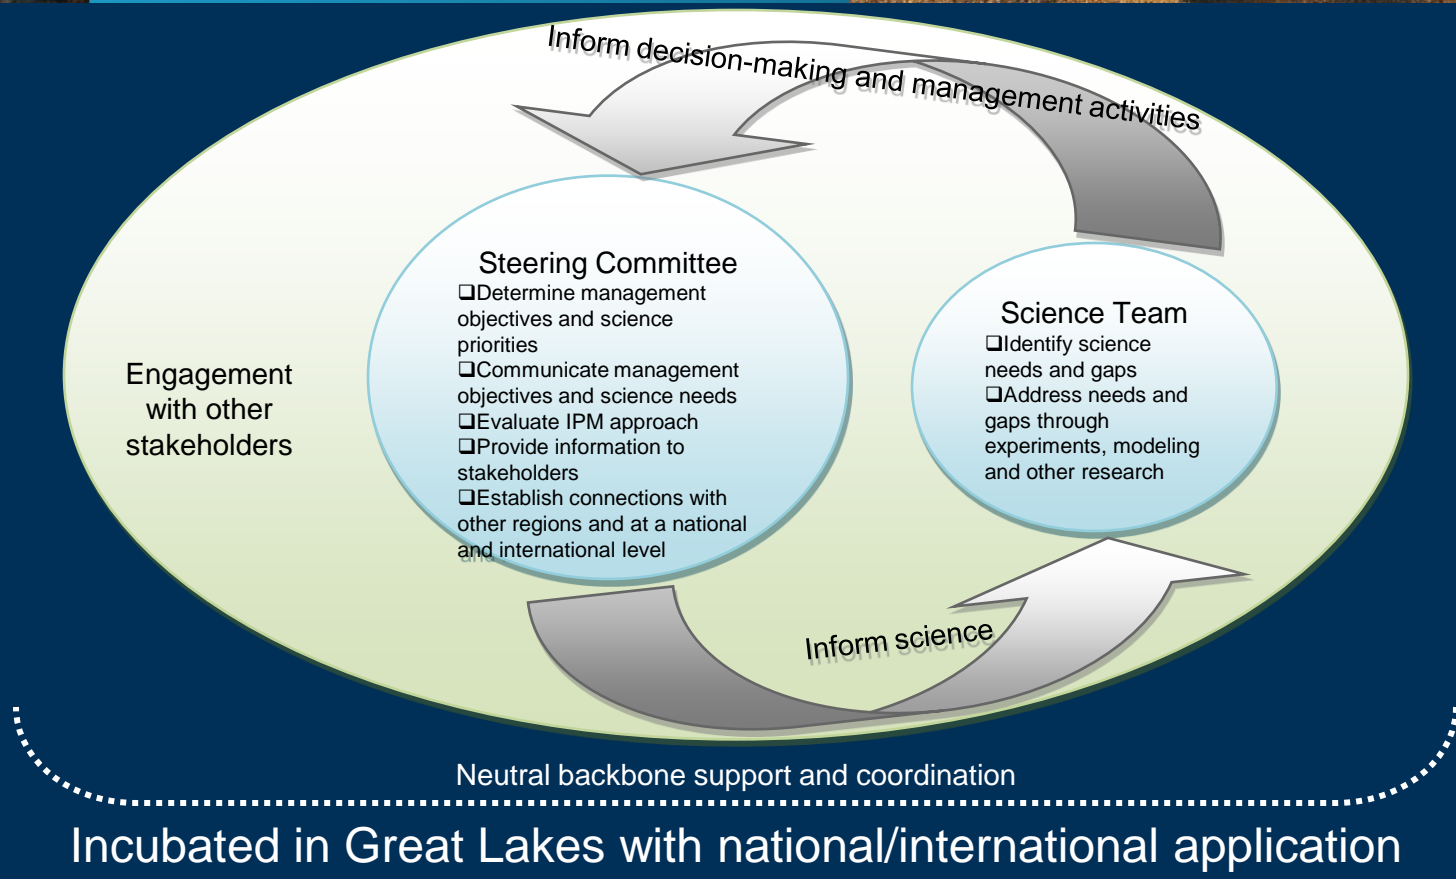 Inform decision-making and management activities
Steering Committee
❑Determine management
objectives and science
priorities
❑Communicate management
objectives and science needs
❑Evaluate IPM approach
❑Provide information to
stakeholders
❑Establish connections with
other regions and at a national
and international level
Science Team
❑Identify science
needs and gaps
❑Address needs and
gaps through
experiments, modeling
and other research
Engagement
with other
stakeholders
Inform science
Neutral backbone support and coordination
Incubated in Great Lakes with national/international application